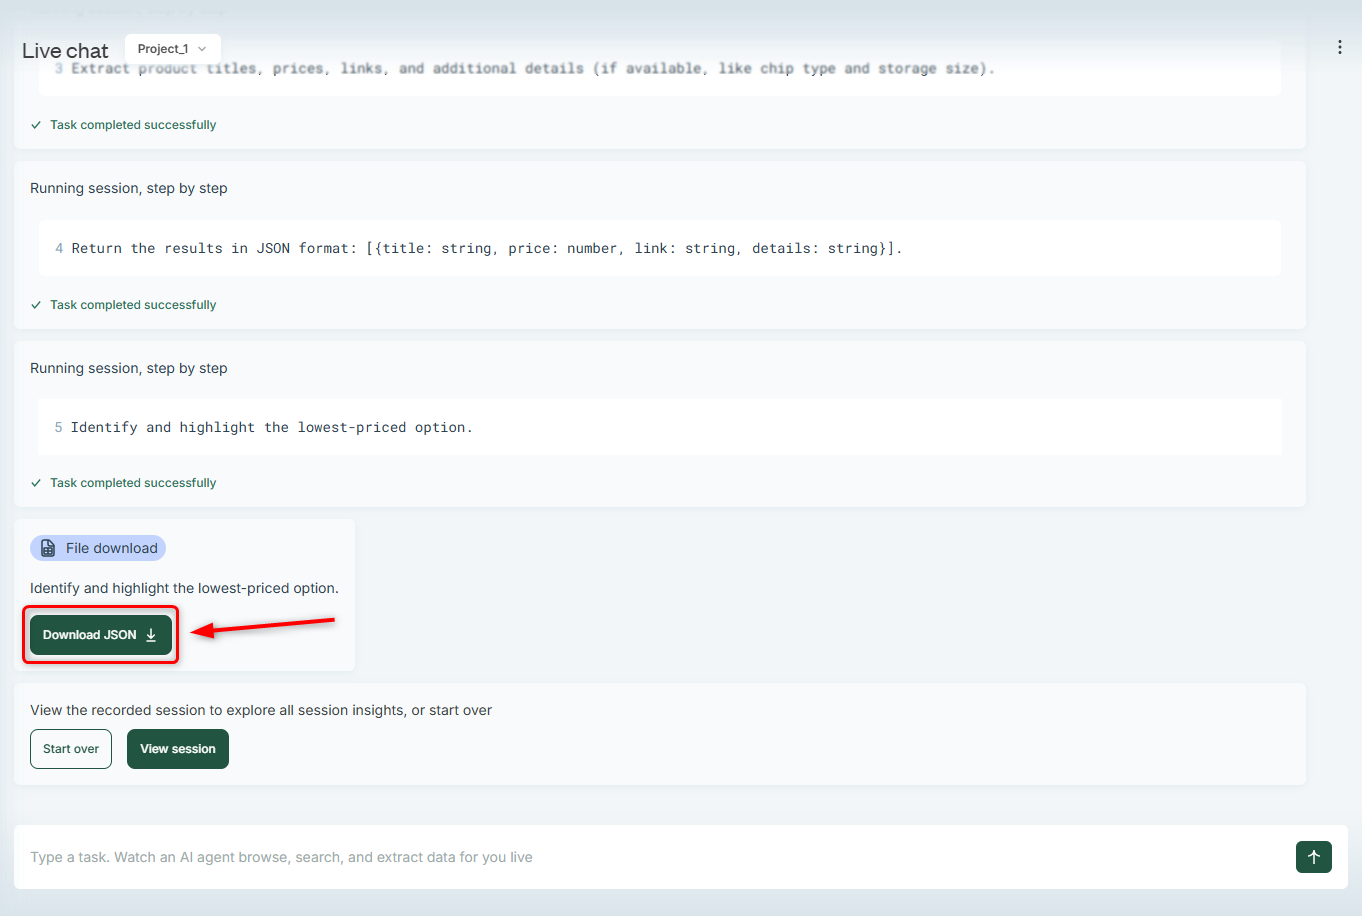 Live chat
Project_1
3 Extract product titles, prices, links, and additional details (if available, like chip type and storage size).
Task completed successfully
Running session, step by step
4 Return the results in JSON format: [{title: string, price: number, link: string, details: string}].
Task completed successfully
Running session, step by step
5 Identify and highlight the lowest-priced option.
Task completed successfully
File download
Identify and highlight the lowest-priced option.
Download JSON
View the recorded session to explore all session insights, or start over
Start over
View session
Type a task. Watch an AI agent browse, search, and extract data for you live